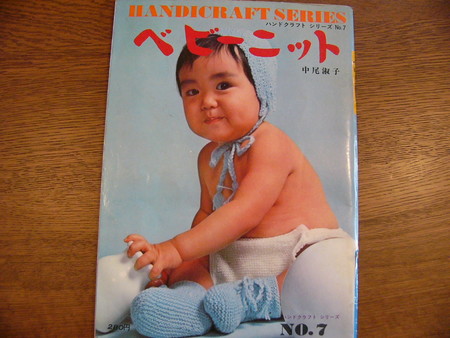 HANDICRAFT SERIES
ハンドクラフト シリーズ No.7
ベビーニット
中尾淑子
280円
ハンドクラフト シリーズ
NO.7